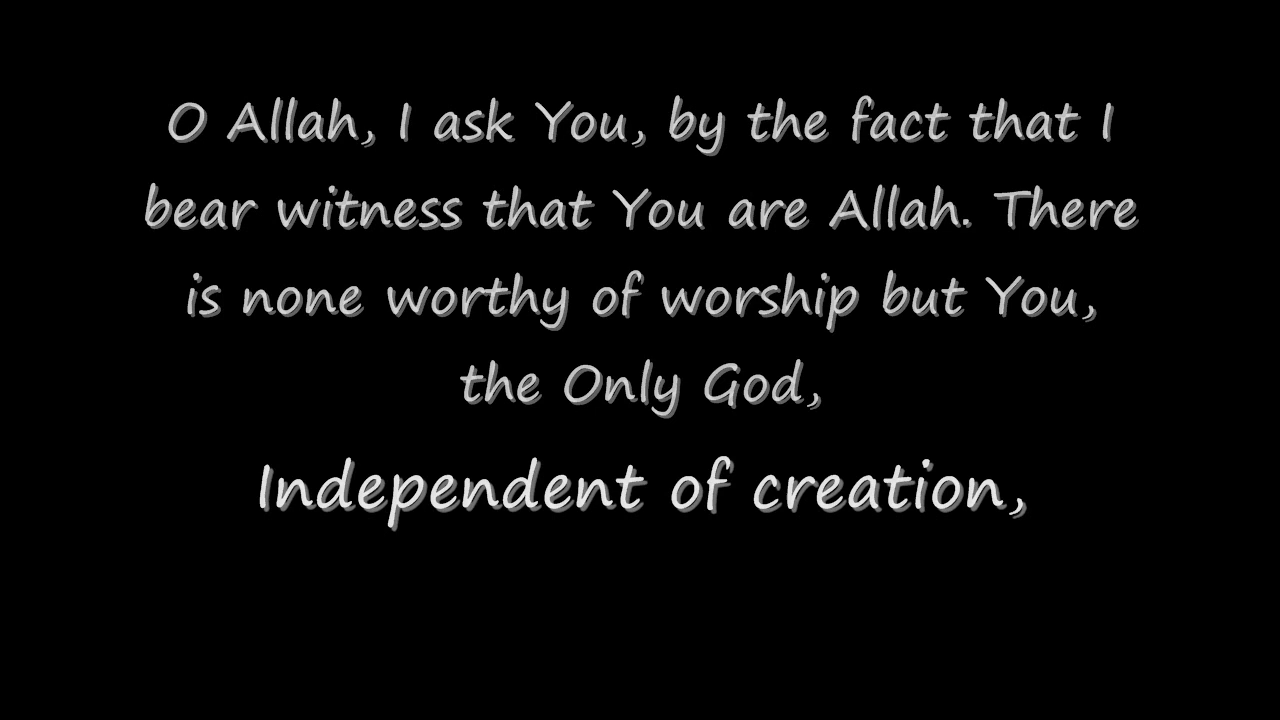 O Allah, I ask You, by the fact that I
bear witness that You are Allah. There
is none worthy of worship but You,
the Only God,
Independent of creation,